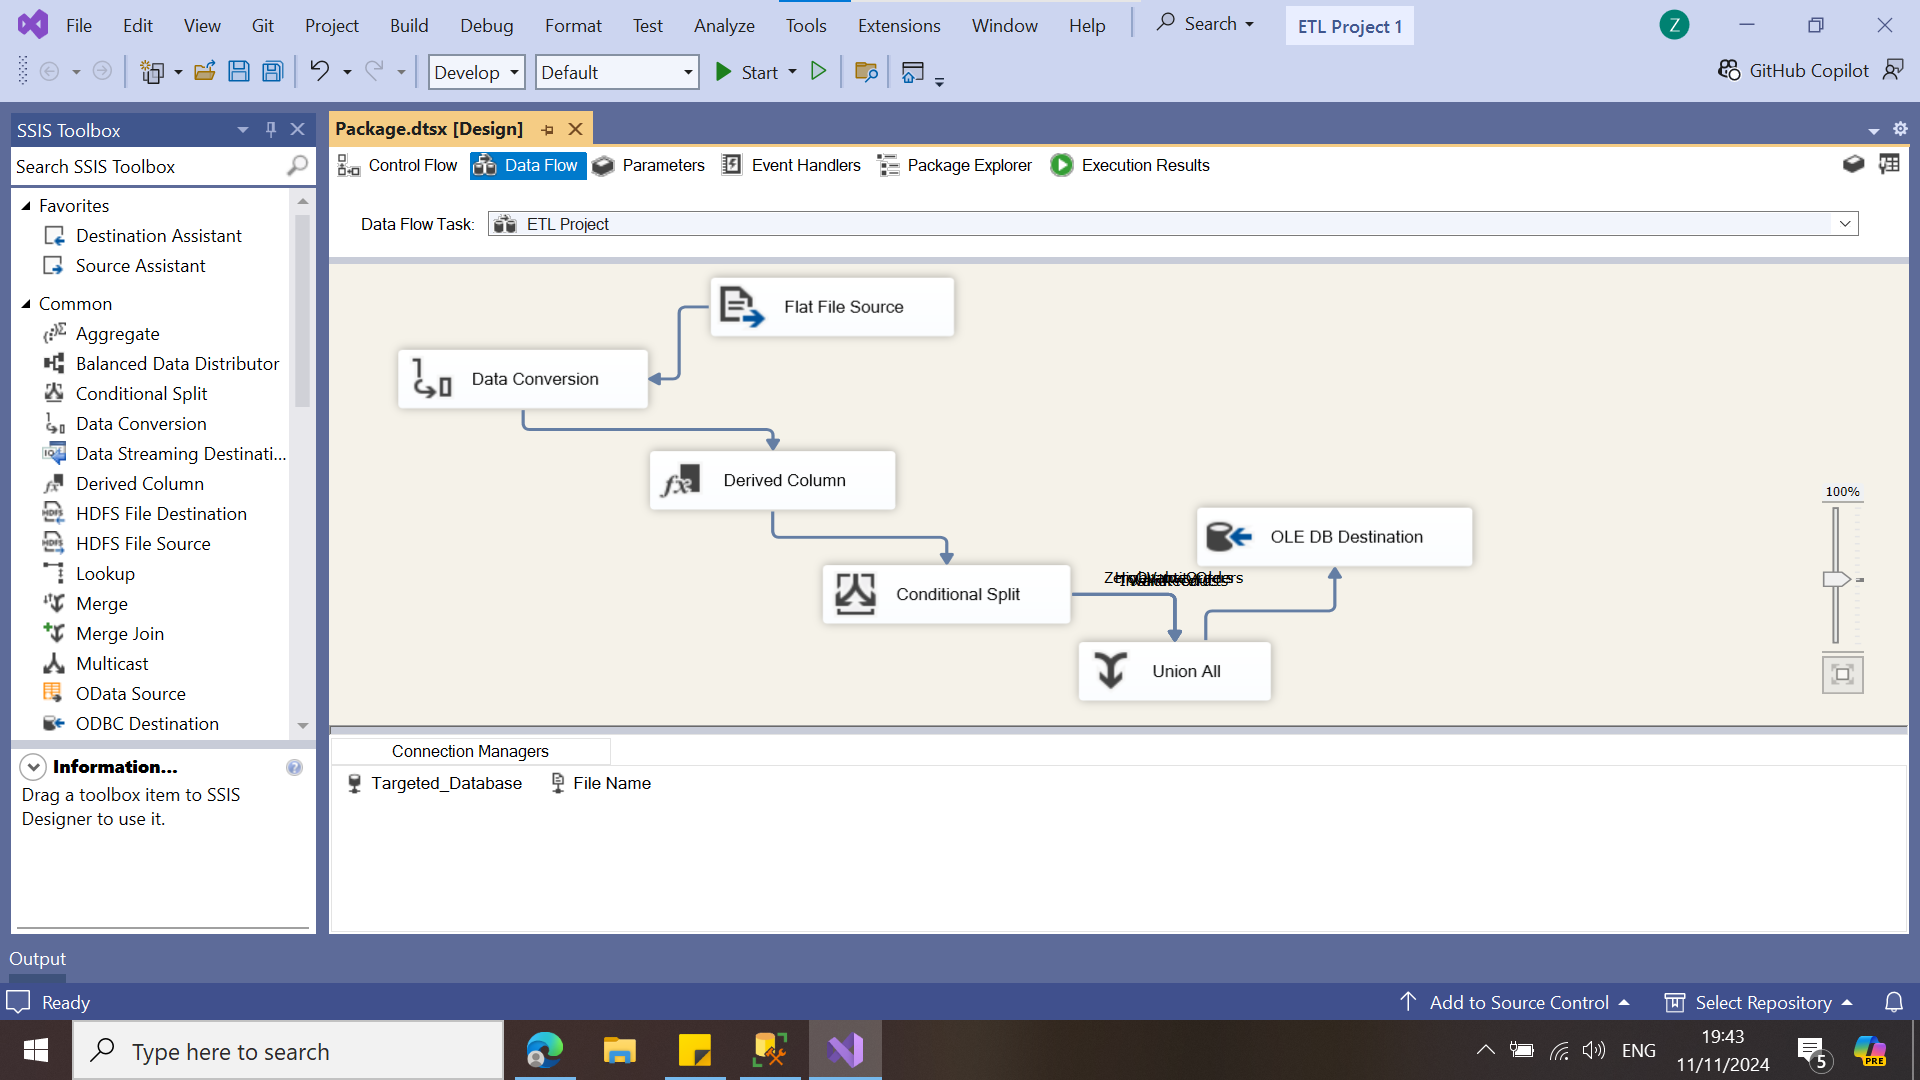 File Edit View Git Project Build Debug Format Test Analyze Tools Extensions Window Help Search ETL Project 1 Z
Develop Default Start GitHub Copilot
SSIS Toolbox
Search SSIS Toolbox
Favorites
Destination Assistant
Source Assistant
Common
Aggregate
Balanced Data Distributor
Conditional Split
Data Conversion
Data Streaming Destinati...
Derived Column
HDFS File Destination
HDFS File Source
Lookup
Merge
Merge Join
Multicast
OData Source
ODBC Destination
Information...
Drag a toolbox item to SSIS
Designer to use it.
Package.dtsx [Design]
Control Flow Data Flow Parameters Event Handlers Package Explorer Execution Results
Data Flow Task: ETL Project
Flat File Source
Data Conversion
Derived Column
100%
OLE DB Destination
Conditional Split
Union All
Connection Managers
Targeted_Database File Name
Output
Ready Add to Source Control Select Repository
Type here to search
ENG
19:43
11/11/2024
5
PRE